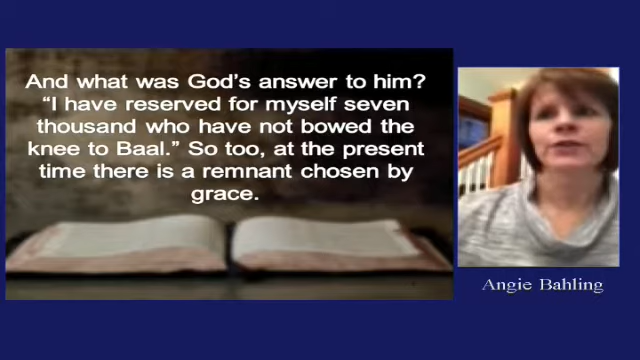 And what was God's answer to him?
“I have reserved for myself seven
thousand who have not bowed the
knee to Baal.” So too, at the present
time there is a remnant chosen by
grace.
Angie Bahling